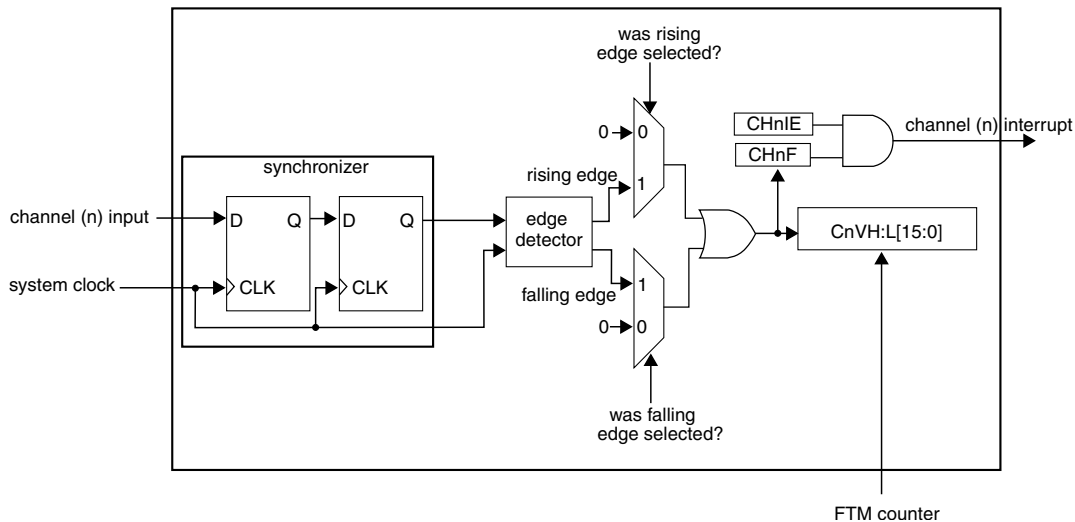 was rising
edge selected?
0
0
CHnIE
channel (n) interrupt
CHnF
synchronizer
rising edge
1
channel (n) input
D
Q
D
Q
edge
detector
CnVH:L[15:0]
system clock
CLK
CLK
falling edge
1
0
0
was falling
edge selected?
FTM counter